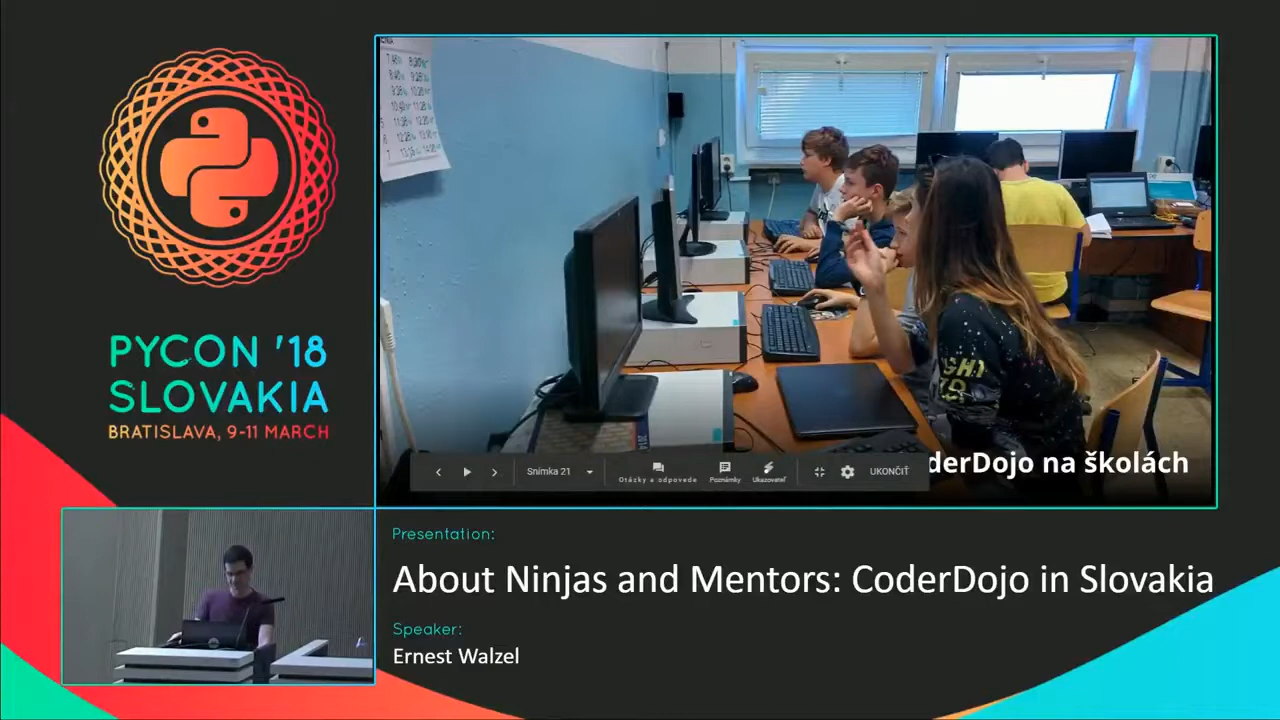 PYCON '18
SLOVAKIA
BRATISLAVA, 9-11 MARCH
Snímka 21
Otázky a odpovede
Poznámky
Ukazovateľ
UKONČIŤ
derDojo na školách
Presentation:
About Ninjas and Mentors: CoderDojo in Slovakia
Speaker:
Ernest Walzel